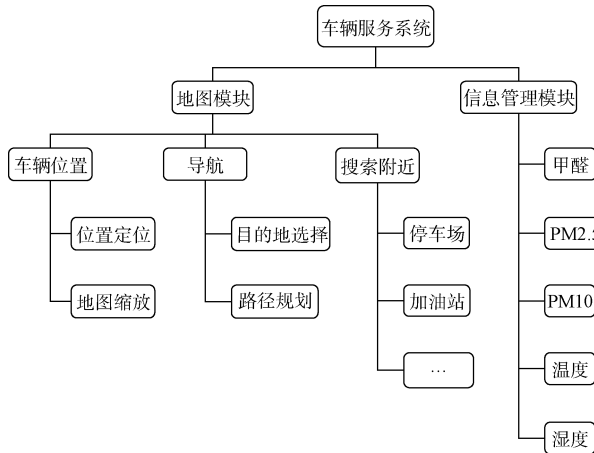 车辆服务系统
地图模块
信息管理模块
车辆位置
导航
搜索附近
甲醛
位置定位
目的地选择
停车场
PM2.5
地图缩放
路径规划
加油站
PM10
…
温度
湿度